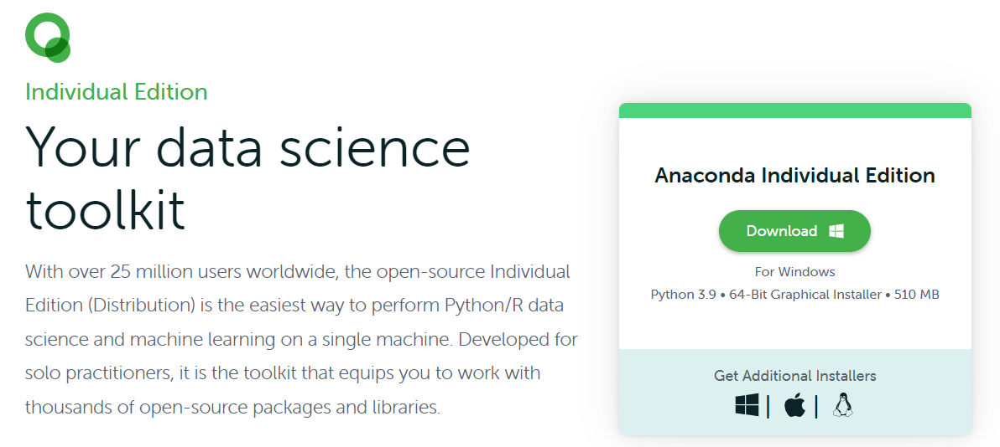 Individual Edition
Your data science
toolkit
With over 25 million users worldwide, the open-source Individual
Edition (Distribution) is the easiest way to perform Python/R data
science and machine learning on a single machine. Developed for
solo practitioners, it is the toolkit that equips you to work with
thousands of open-source packages and libraries.
Anaconda Individual Edition
Download
For Windows
Python 3.9 • 64-Bit Graphical Installer • 510 MB
Get Additional Installers
| |